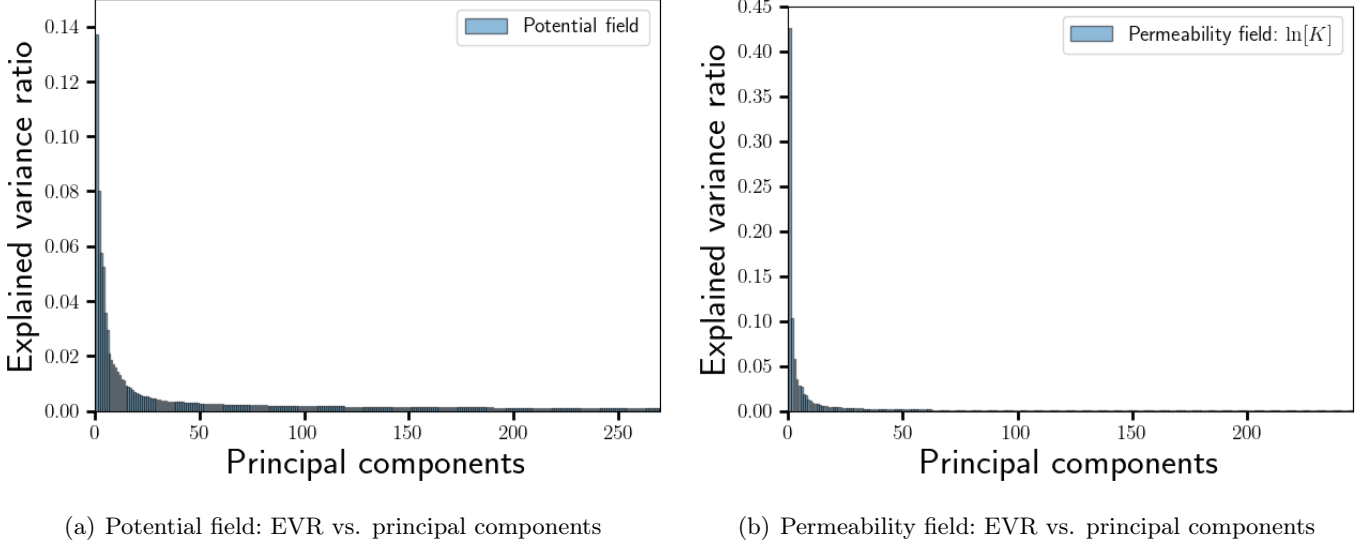 0.14
0.12
0.10
0.08
0.06
0.04
0.02
0.00
Explained variance ratio
Potential field
0 50 100 150 200 250
Principal components
(a) Potential field: EVR vs. principal components
0.45
0.40
0.35
0.30
0.25
0.20
0.15
0.10
0.05
0.00
Explained variance ratio
Permeability field: ln[K]
0 50 100 150 200
Principal components
(b) Permeability field: EVR vs. principal components